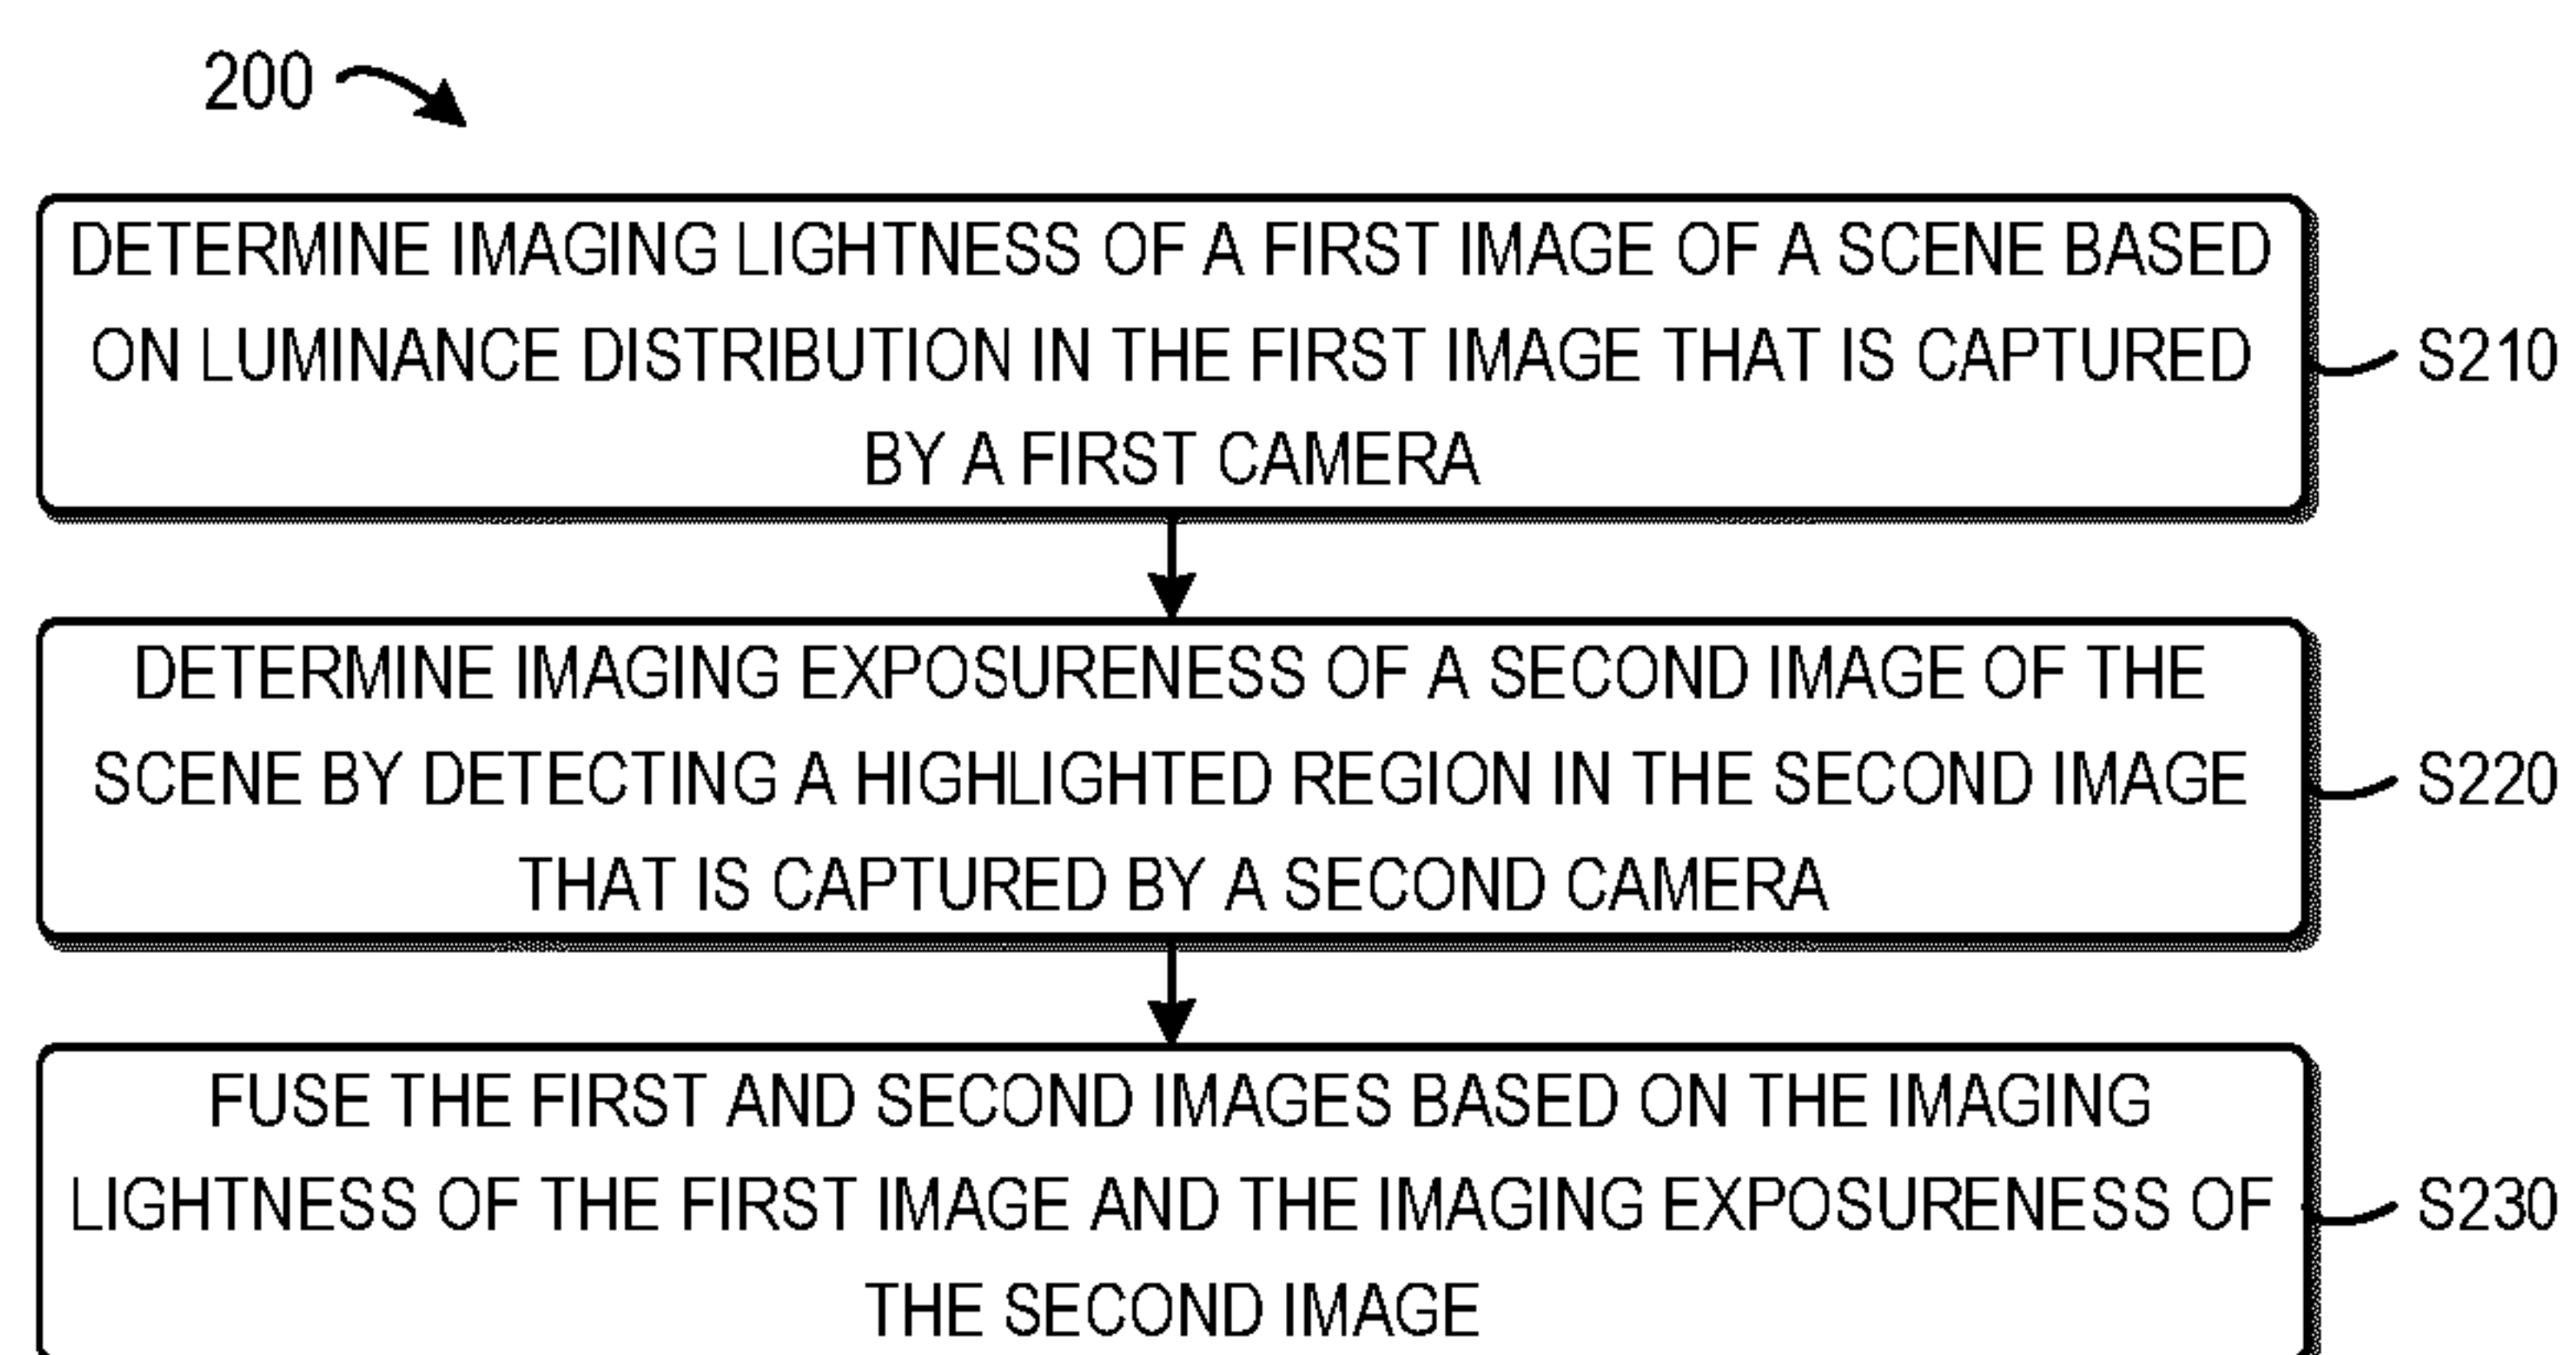 200
DETERMINE IMAGING LIGHTNESS OF A FIRST IMAGE OF A SCENE BASED
ON LUMINANCE DISTRIBUTION IN THE FIRST IMAGE THAT IS CAPTURED
BY A FIRST CAMERA
S210
DETERMINE IMAGING EXPOSURENESS OF A SECOND IMAGE OF THE
SCENE BY DETECTING A HIGHLIGHTED REGION IN THE SECOND IMAGE
THAT IS CAPTURED BY A SECOND CAMERA
S220
FUSE THE FIRST AND SECOND IMAGES BASED ON THE IMAGING
LIGHTNESS OF THE FIRST IMAGE AND THE IMAGING EXPOSURENESS OF
THE SECOND IMAGE
S230